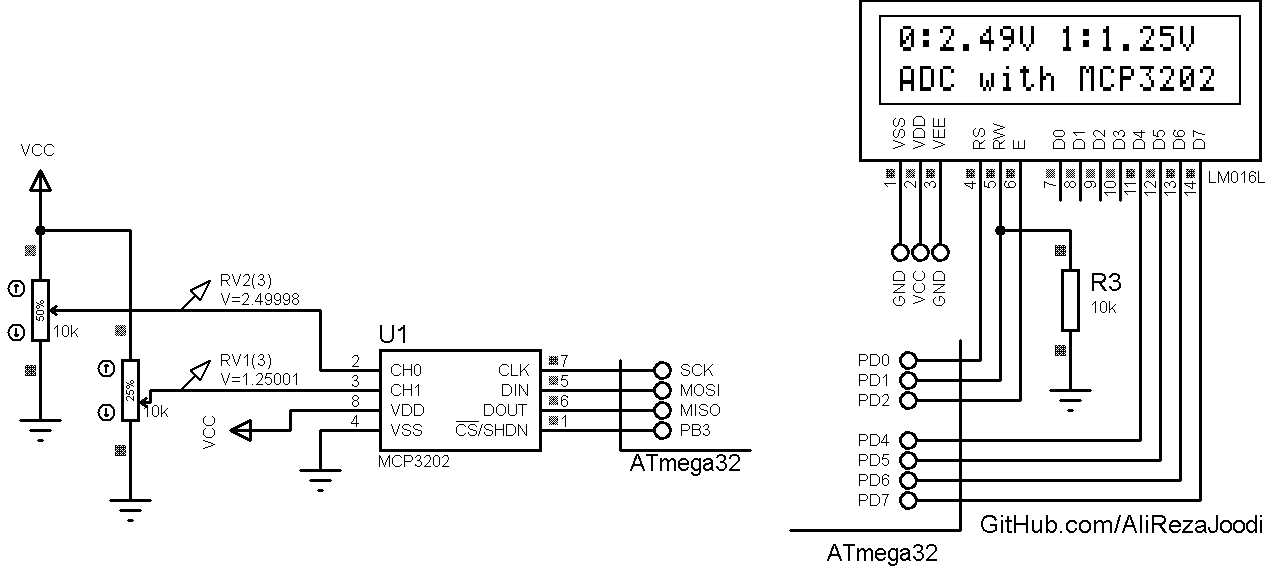 0:2.49V 1:1.25V
ADC with MCP3202
VSS
VDD
VEE
RS
RW
E
D0
D1
D2
D3
D4
D5
D6
D7
1
2
3
4
5
6
7
8
9
10
11
12
13
14
LM016L
GND
VCC
GND
R3
10k
PD0
PD1
PD2
PD4
PD5
PD6
PD7
GitHub.com/AliRezaJoodi
ATmega32
VCC
50%
10k
RV2(3)
V=2.49998
25%
10k
RV1(3)
V=1.25001
VCC
U1
2 CH0 CLK 7 SCK
3 CH1 DIN 5 MOSI
8 VDD DOUT 6 MISO
4 VSS CS/SHDN 1 PB3
MCP3202
ATmega32